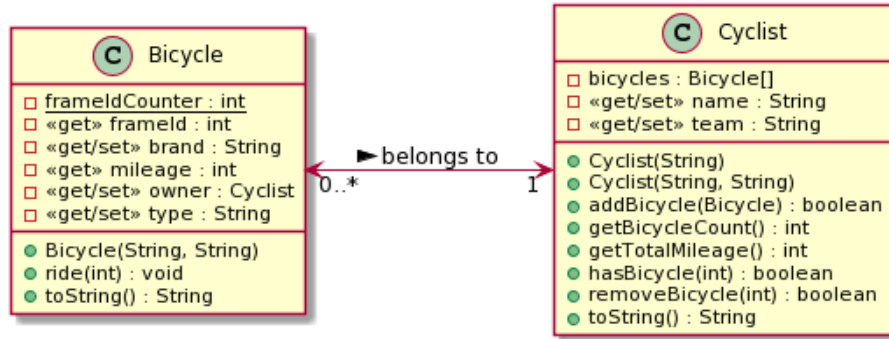 C Bicycle
frameIdCounter : int
«get» frameId : int
«get/set» brand : String
«get» mileage : int
«get/set» owner : Cyclist
«get/set» type : String
Bicycle(String, String)
ride(int) : void
toString() : String
belongs to
0..* 1
C Cyclist
bicycles : Bicycle[]
«get/set» name : String
«get/set» team : String
Cyclist(String)
Cyclist(String, String)
addBicycle(Bicycle) : boolean
getBicycleCount() : int
getTotalMileage() : int
hasBicycle(int) : boolean
removeBicycle(int) : boolean
toString() : String